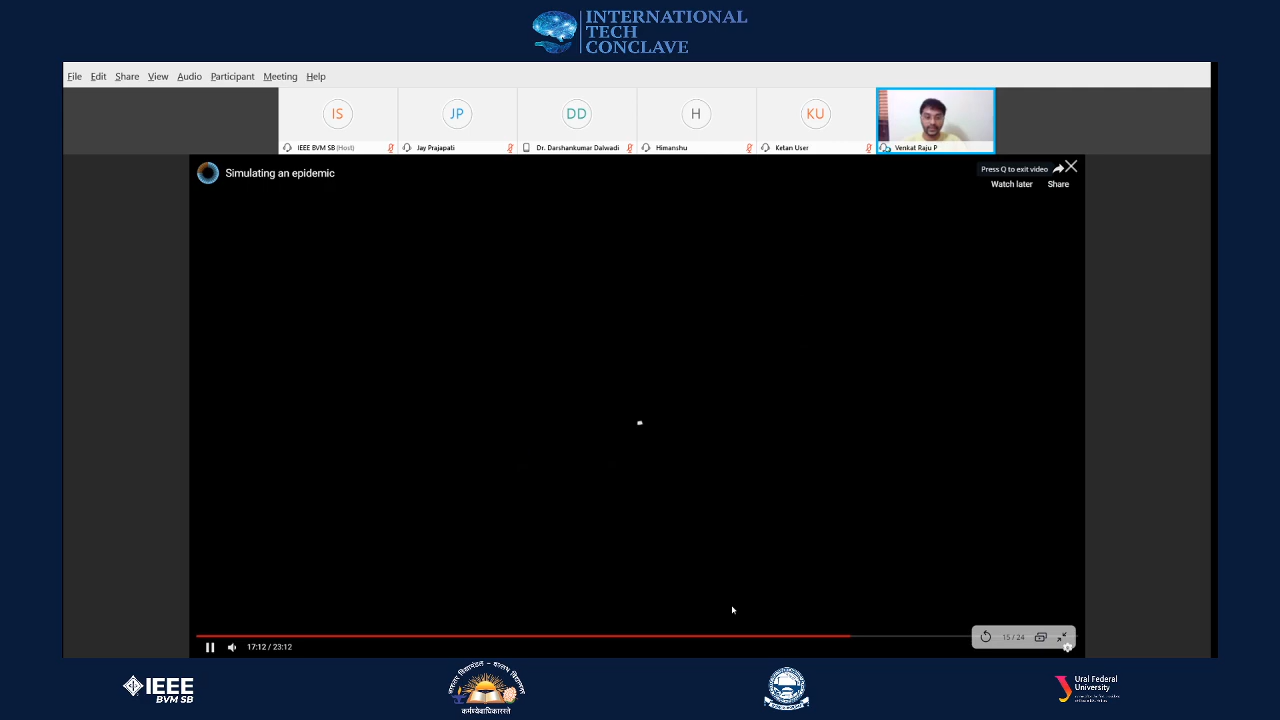 INTERNATIONAL
TECH
CONCLAVE
File Edit Share View Audio Participant Meeting Help
IS JP DD H KU
IEEE BVM SB (Host) Jay Prajapati Dr. Darshankumar Dalwadi Himanshu Ketan User Venkat Raju P
Simulating an epidemic
Press Q to exit video
Watch later Share
17:12 / 23:12
15 / 24
IEEE
BVM SB
कर्मण्येवाधिकारस्ते
Ural Federal
University